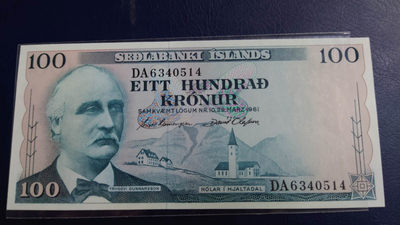 100
SEÐLABANKI ÍSLANDS
100
DA6340514
EITT HUNDRAÐ
KRÓNUR
SAMKVÆMT LÖGUM NR. 10, 29. MARZ 1961
100
TRYGGVI GUNNARSSON
HÓLAR Í HJALTADAL
DA6340514